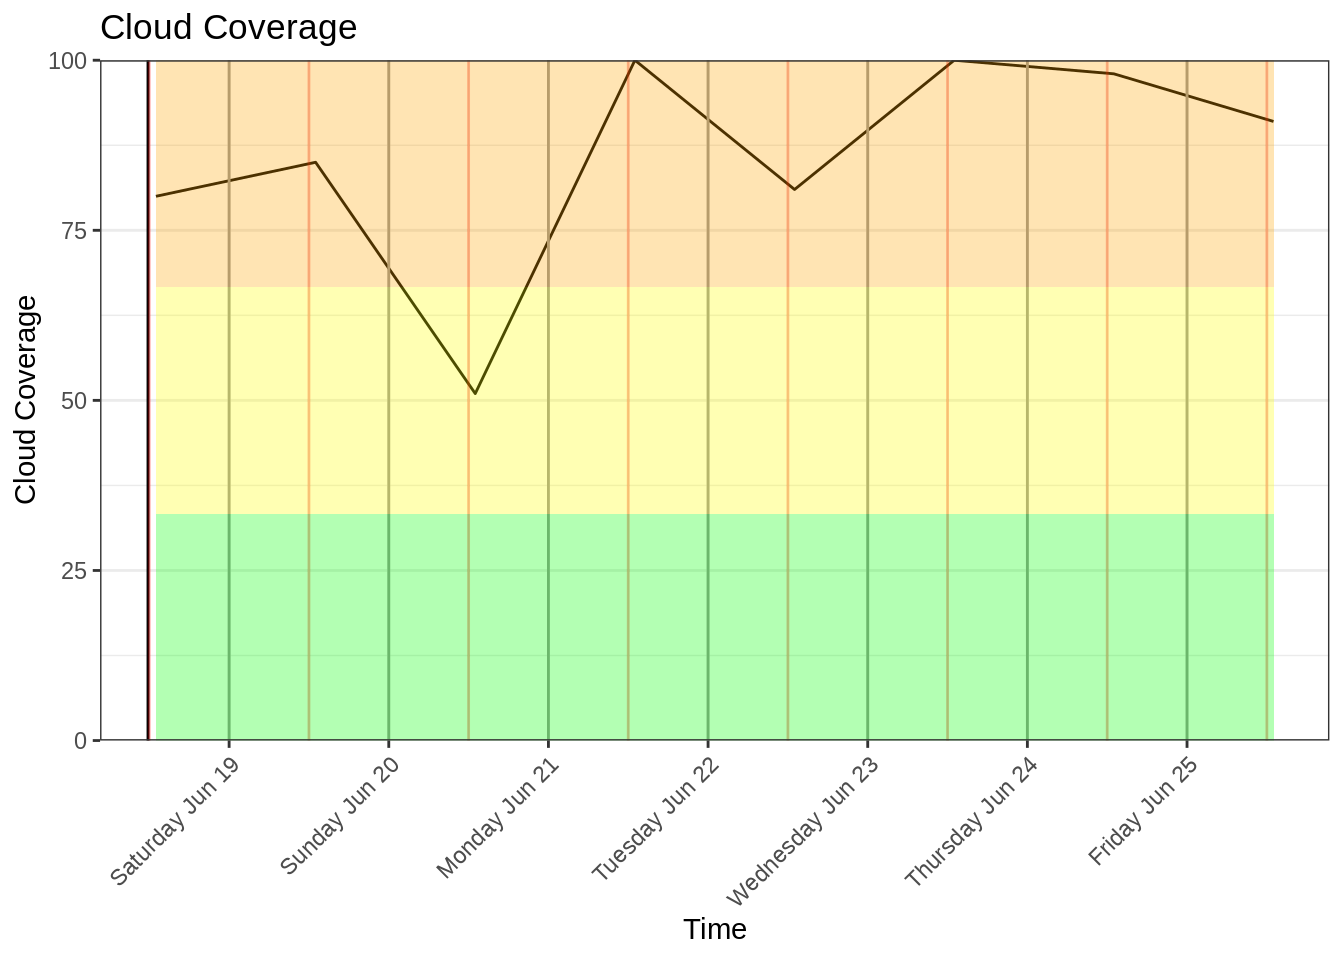 Cloud Coverage
100
75
50
25
0
Cloud Coverage
Saturday Jun 19
Sunday Jun 20
Monday Jun 21
Tuesday Jun 22
Wednesday Jun 23
Thursday Jun 24
Friday Jun 25
Time